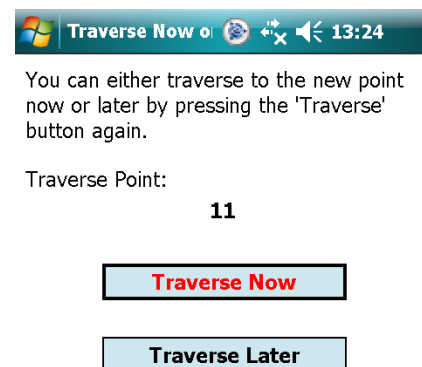 Traverse Now o 13:24
You can either traverse to the new point
now or later by pressing the 'Traverse'
button again.
Traverse Point:
11
Traverse Now
Traverse Later